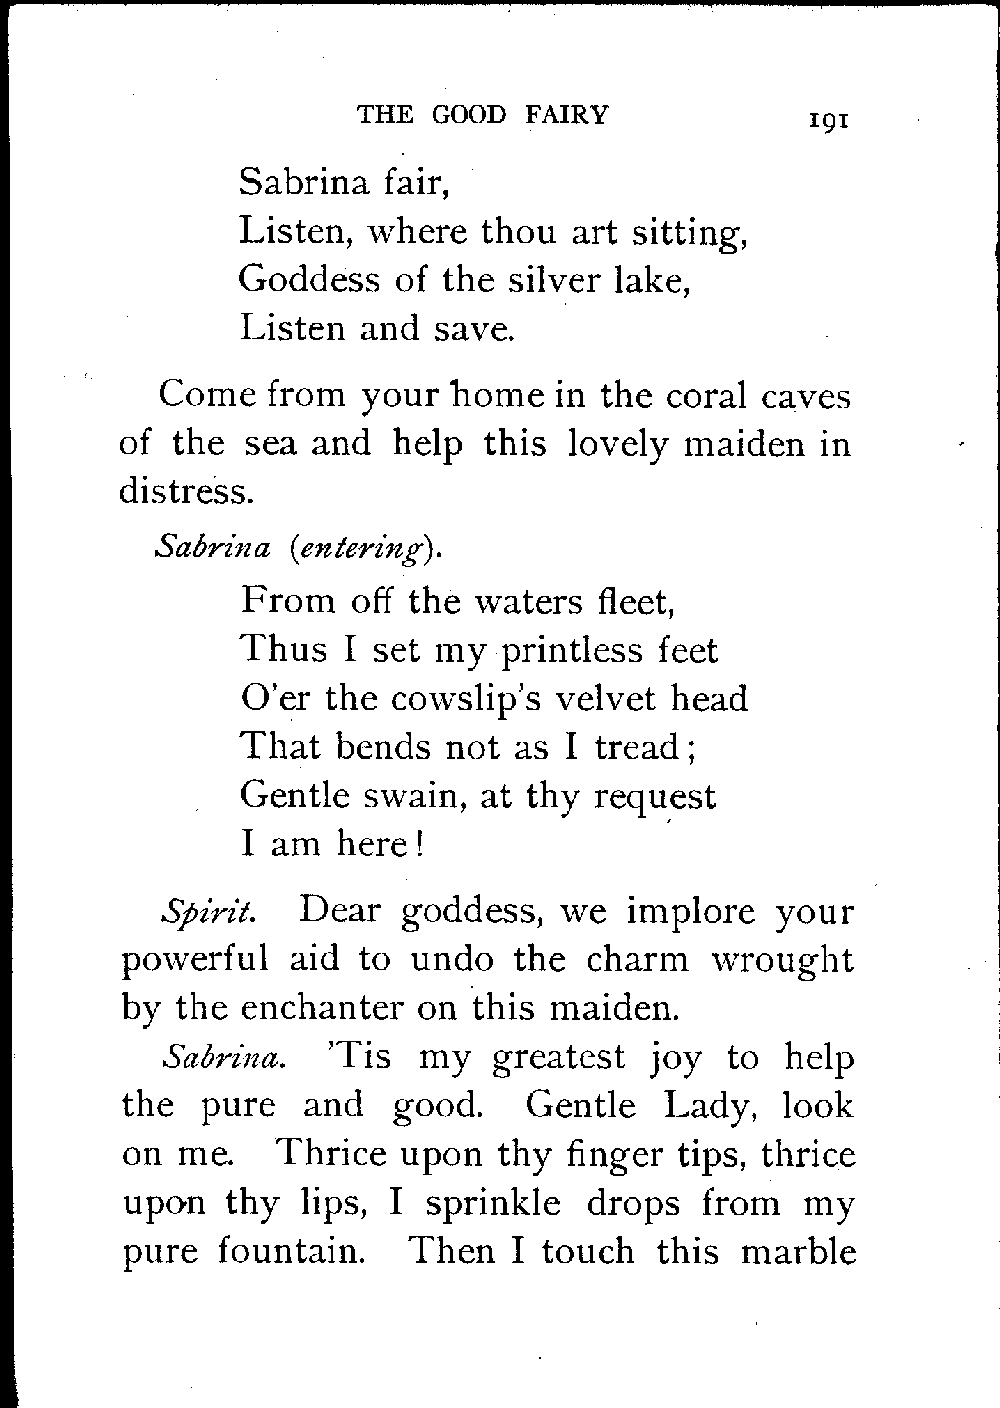 THE GOOD FAIRY 191
Sabrina fair,
Listen, where thou art sitting,
Goddess of the silver lake,
Listen and save.
Come from your home in the coral caves
of the sea and help this lovely maiden in
distress.
Sabrina (entering).
From off the waters fleet,
Thus I set my printless feet
O'er the cowslip's velvet head
That bends not as I tread;
Gentle swain, at thy request
I am here!
Spirit. Dear goddess, we implore your
powerful aid to undo the charm wrought
by the enchanter on this maiden.
Sabrina. 'Tis my greatest joy to help
the pure and good. Gentle Lady, look
on me. Thrice upon thy finger tips, thrice
upon thy lips, I sprinkle drops from my
pure fountain. Then I touch this marble